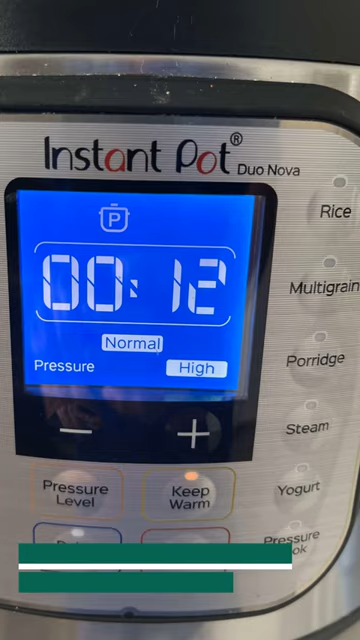 Instant Pot®
Duo Nova
P
00:12
Normal
Pressure High
Rice
Multigrain
Porridge
Steam
Yogurt
Pressure
Level
Keep
Warm
Pressure